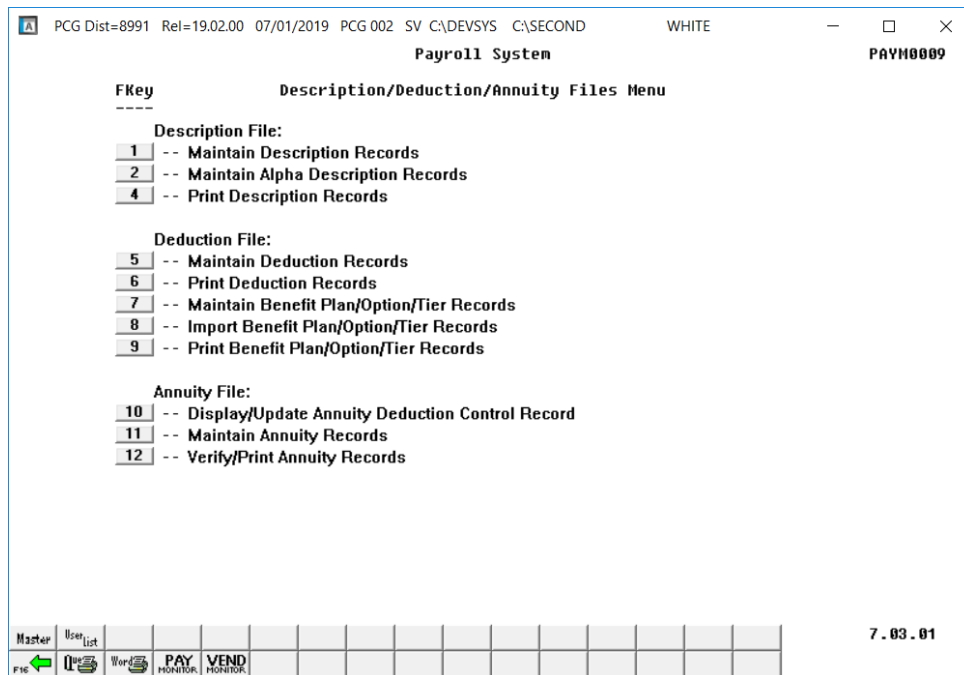 A PCG Dist=8991 Rel=19.02.00 07/01/2019 PCG 002 SV C:\DEVSYS C:\SECOND WHITE
Payroll System PAYM0009
FKey Description/Deduction/Annuity Files Menu
----
Description File:
1 -- Maintain Description Records
2 -- Maintain Alpha Description Records
4 -- Print Description Records
Deduction File:
5 -- Maintain Deduction Records
6 -- Print Deduction Records
7 -- Maintain Benefit Plan/Option/Tier Records
8 -- Import Benefit Plan/Option/Tier Records
9 -- Print Benefit Plan/Option/Tier Records
Annuity File:
10 -- Display/Update Annuity Deduction Control Record
11 -- Maintain Annuity Records
12 -- Verify/Print Annuity Records
Master User List 7.03.01
F16 Que Word PAY MONITOR VEND MONITOR